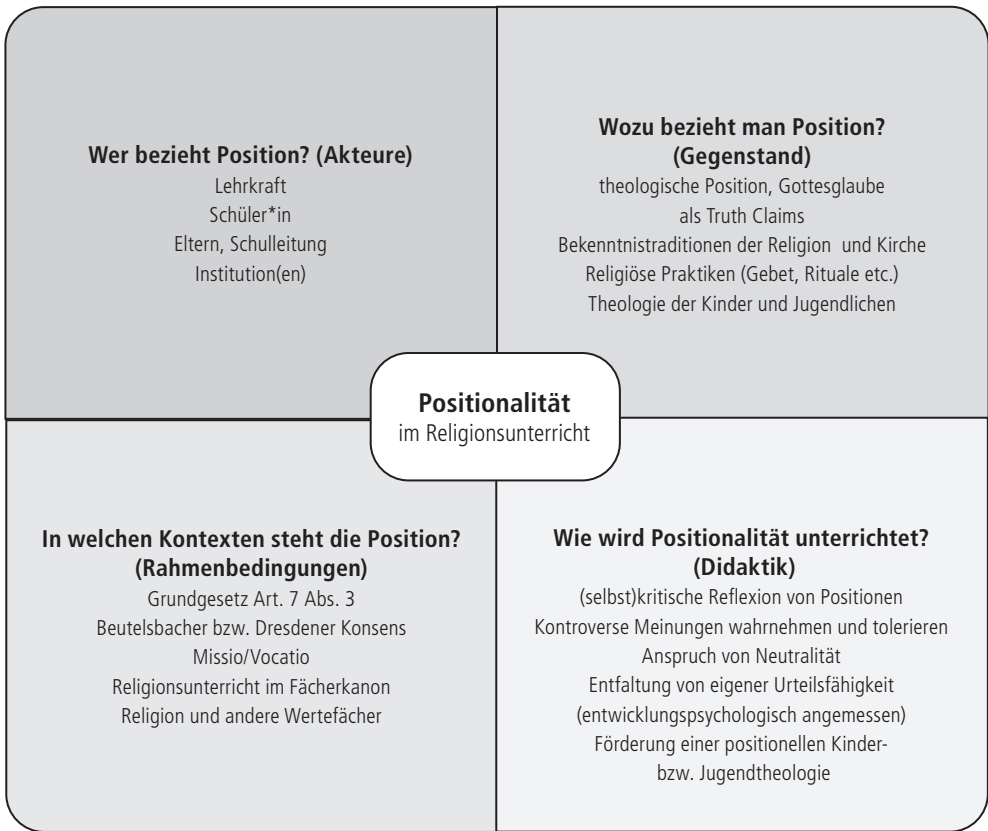 Wer bezieht Position? (Akteure)
Lehrkraft
Schüler*in
Eltern, Schulleitung
Institution(en)
Wozu bezieht man Position?
(Gegenstand)
theologische Position, Gottesglaube
als Truth Claims
Bekenntnistraditionen der Religion und Kirche
Religiöse Praktiken (Gebet, Rituale etc.)
Theologie der Kinder und Jugendlichen
Positionalität
im Religionsunterricht
In welchen Kontexten steht die Position?
(Rahmenbedingungen)
Grundgesetz Art. 7 Abs. 3
Beutelsbacher bzw. Dresdener Konsens
Missio/Vocatio
Religionsunterricht im Fächerkanon
Religion und andere Wertefächer
Wie wird Positionalität unterrichtet?
(Didaktik)
(selbst)kritische Reflexion von Positionen
Kontroverse Meinungen wahrnehmen und tolerieren
Anspruch von Neutralität
Entfaltung von eigener Urteilsfähigkeit
(entwicklungspsychologisch angemessen)
Förderung einer positionellen Kinder-
bzw. Jugendtheologie